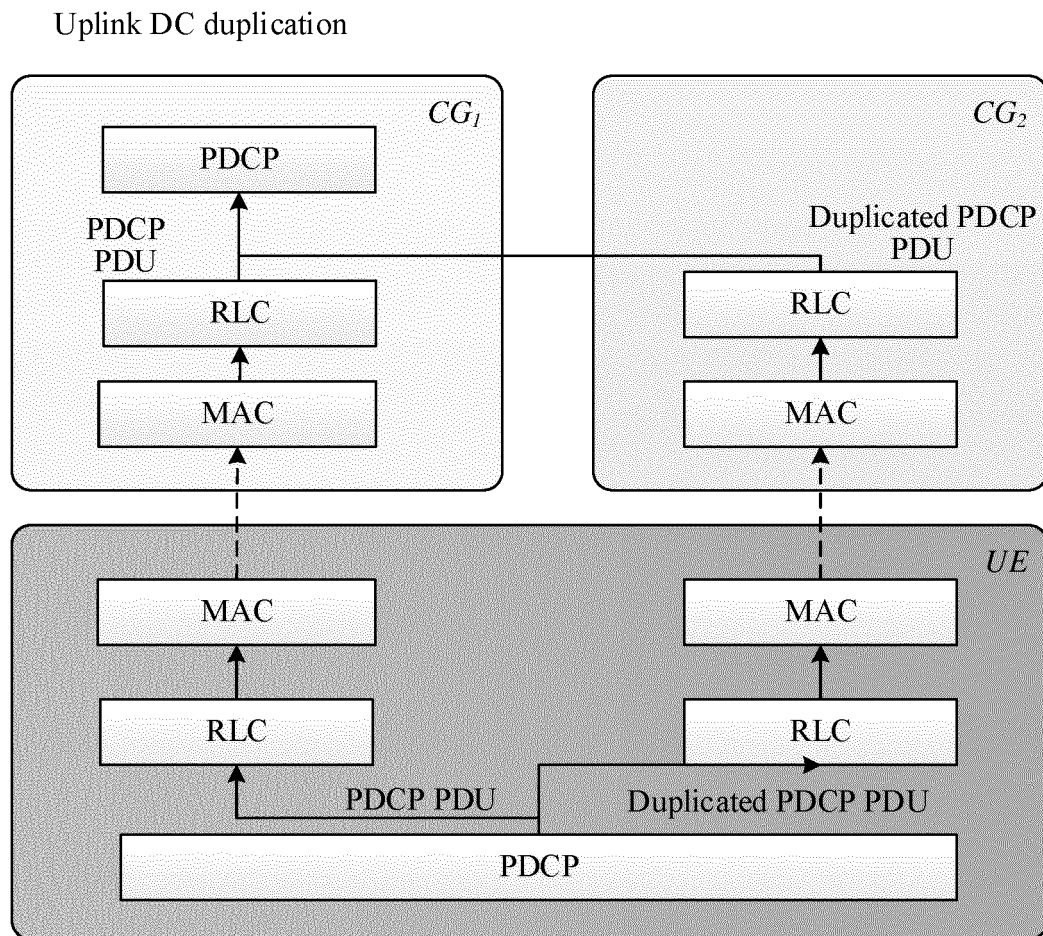 Uplink DC duplication
CG1
CG2
PDCP
PDCP
PDU
Duplicated PDCP
PDU
RLC
RLC
MAC
MAC
UE
MAC
MAC
RLC
RLC
PDCP PDU
Duplicated PDCP PDU
PDCP